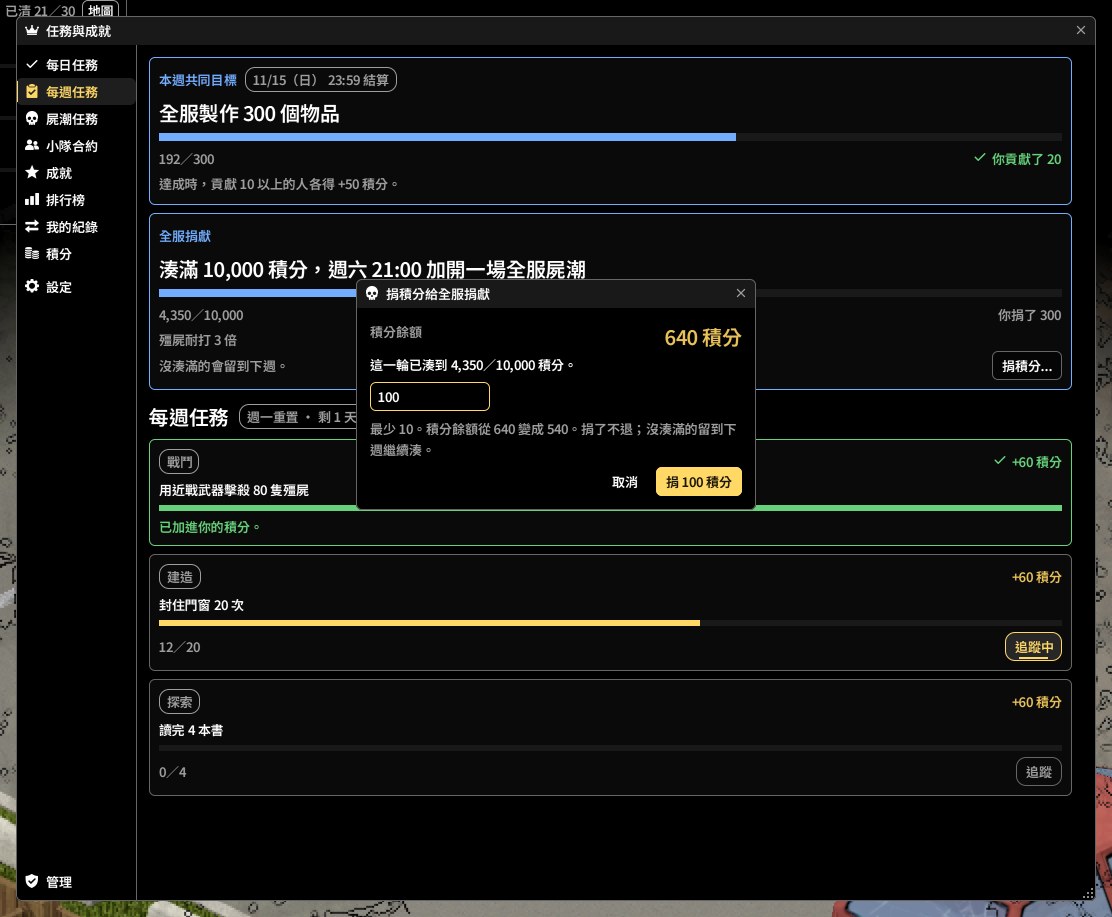 已清 21／30 地圖
任務與成就
每日任務
每週任務
屍潮任務
小隊合約
成就
排行榜
我的紀錄
積分
設定
管理
本週共同目標 11/15（日） 23:59 結算
全服製作 300 個物品
192／300
你貢獻了 20
達成時，貢獻 10 以上的人各得 +50 積分。
全服捐獻
湊滿 10,000 積分，週六 21:00 加開一場全服屍潮
4,350／10,000
你捐了 300
殭屍耐打 3 倍
沒湊滿的會留到下週。
捐積分...
捐積分給全服捐獻
積分餘額
640 積分
這一輪已湊到 4,350／10,000 積分。
100
最少 10。積分餘額從 640 變成 540。捐了不退；沒湊滿的留到下
週繼續湊。
取消
捐 100 積分
每週任務 週一重置 · 剩 1 天
戰鬥
+60 積分
用近戰武器擊殺 80 隻殭屍
已加進你的積分。
建造
+60 積分
封住門窗 20 次
12／20
追蹤中
探索
+60 積分
讀完 4 本書
0／4
追蹤